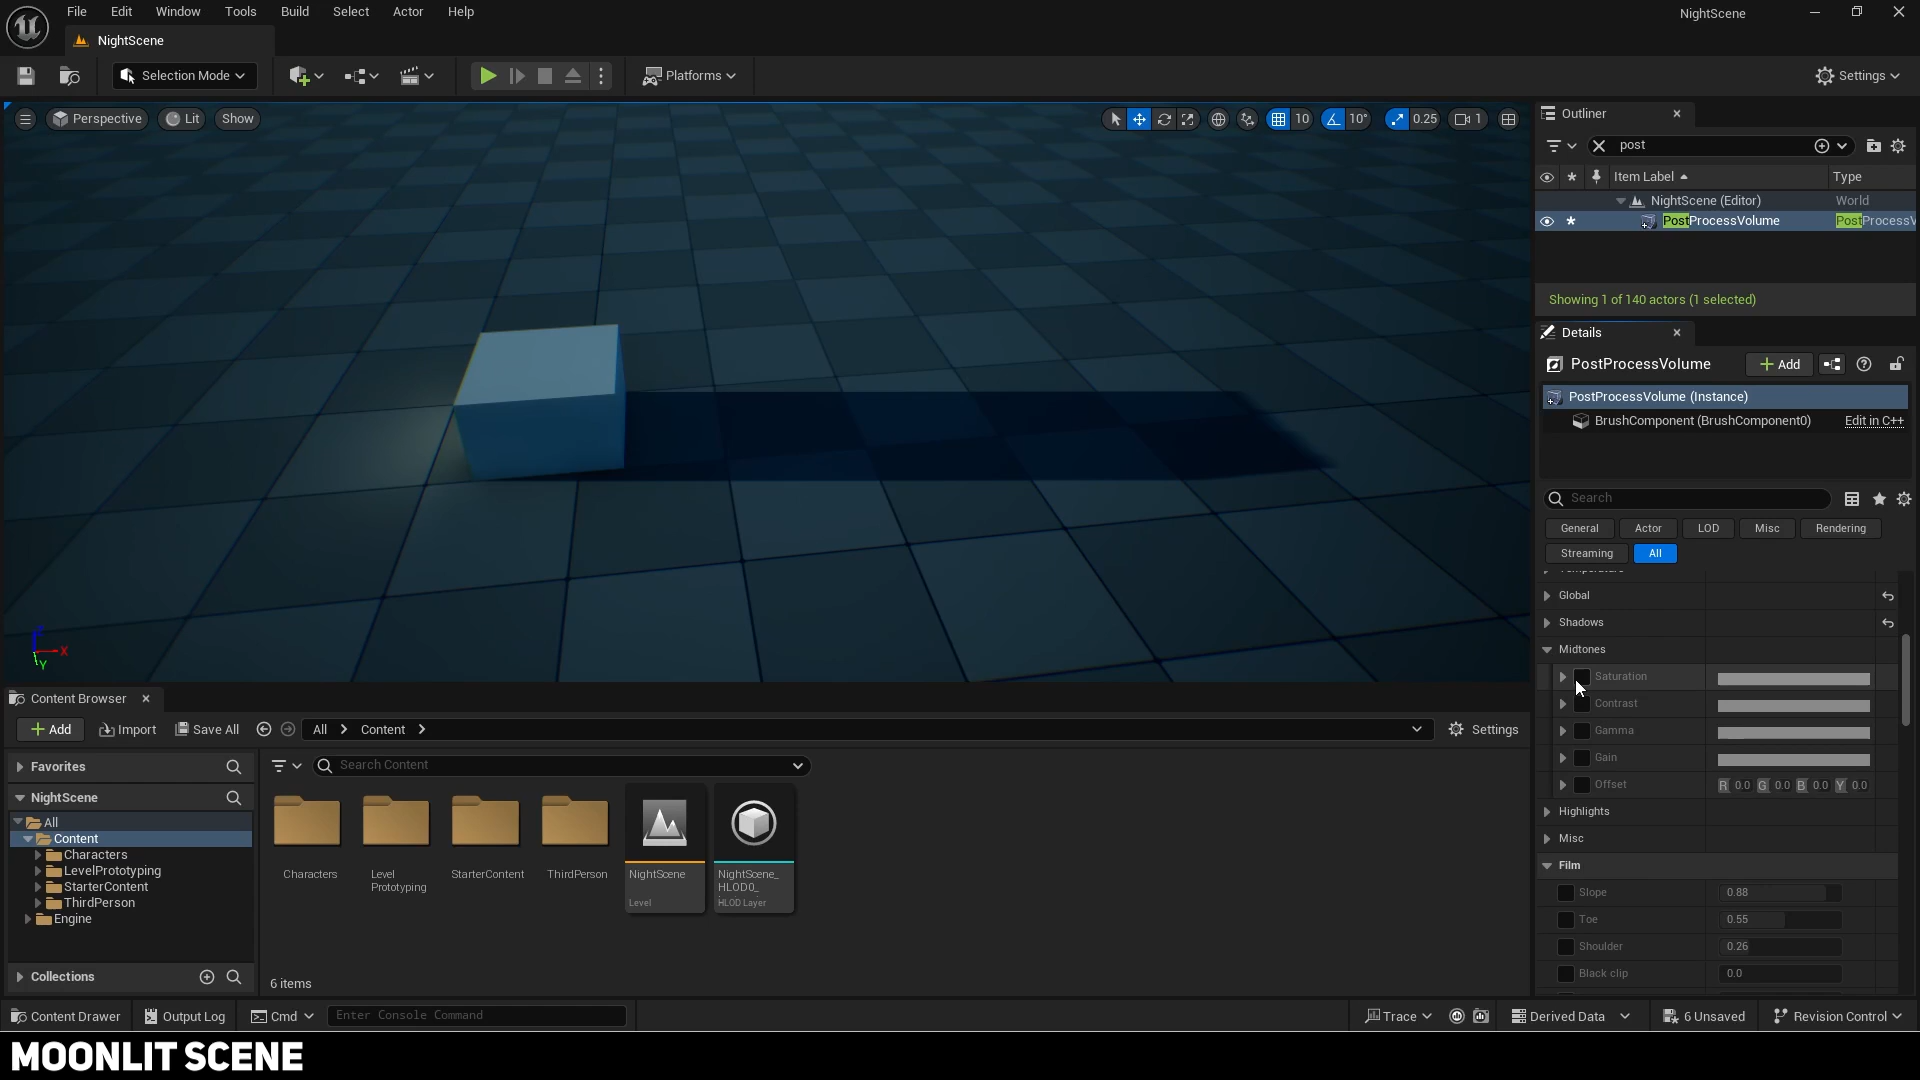 File Edit Window Tools Build Select Actor Help
NightScene
NightScene
Selection Mode
Platforms
Settings
Perspective Lit Show
10 10° 0.25 1
X
Y
Outliner
post
Item Label Type
NightScene (Editor) World
PostProcessVolume PostProcessV
Showing 1 of 140 actors (1 selected)
Details
PostProcessVolume Add
PostProcessVolume (Instance)
BrushComponent (BrushComponent0) Edit in C++
Search
General Actor LOD Misc Rendering
Streaming All
Temperature
Global
Shadows
Midtones
Saturation
Contrast
Gamma
Gain
Offset R 0.0 G 0.0 B 0.0 Y 0.0
Highlights
Misc
Film
Slope 0.88
Toe 0.55
Shoulder 0.26
Black clip 0.0
Content Browser
Add Import Save All All Content Settings
Favorites
NightScene
All
Content
Characters
LevelPrototyping
StarterContent
ThirdPerson
Engine
Collections
Search Content
Characters
Level
Prototyping
StarterContent
ThirdPerson
NightScene
Level
NightScene_
HLOD0_
HLOD Layer
6 items
Content Drawer Output Log Cmd Enter Console Command Trace Derived Data 6 Unsaved Revision Control
MOONLIT SCENE